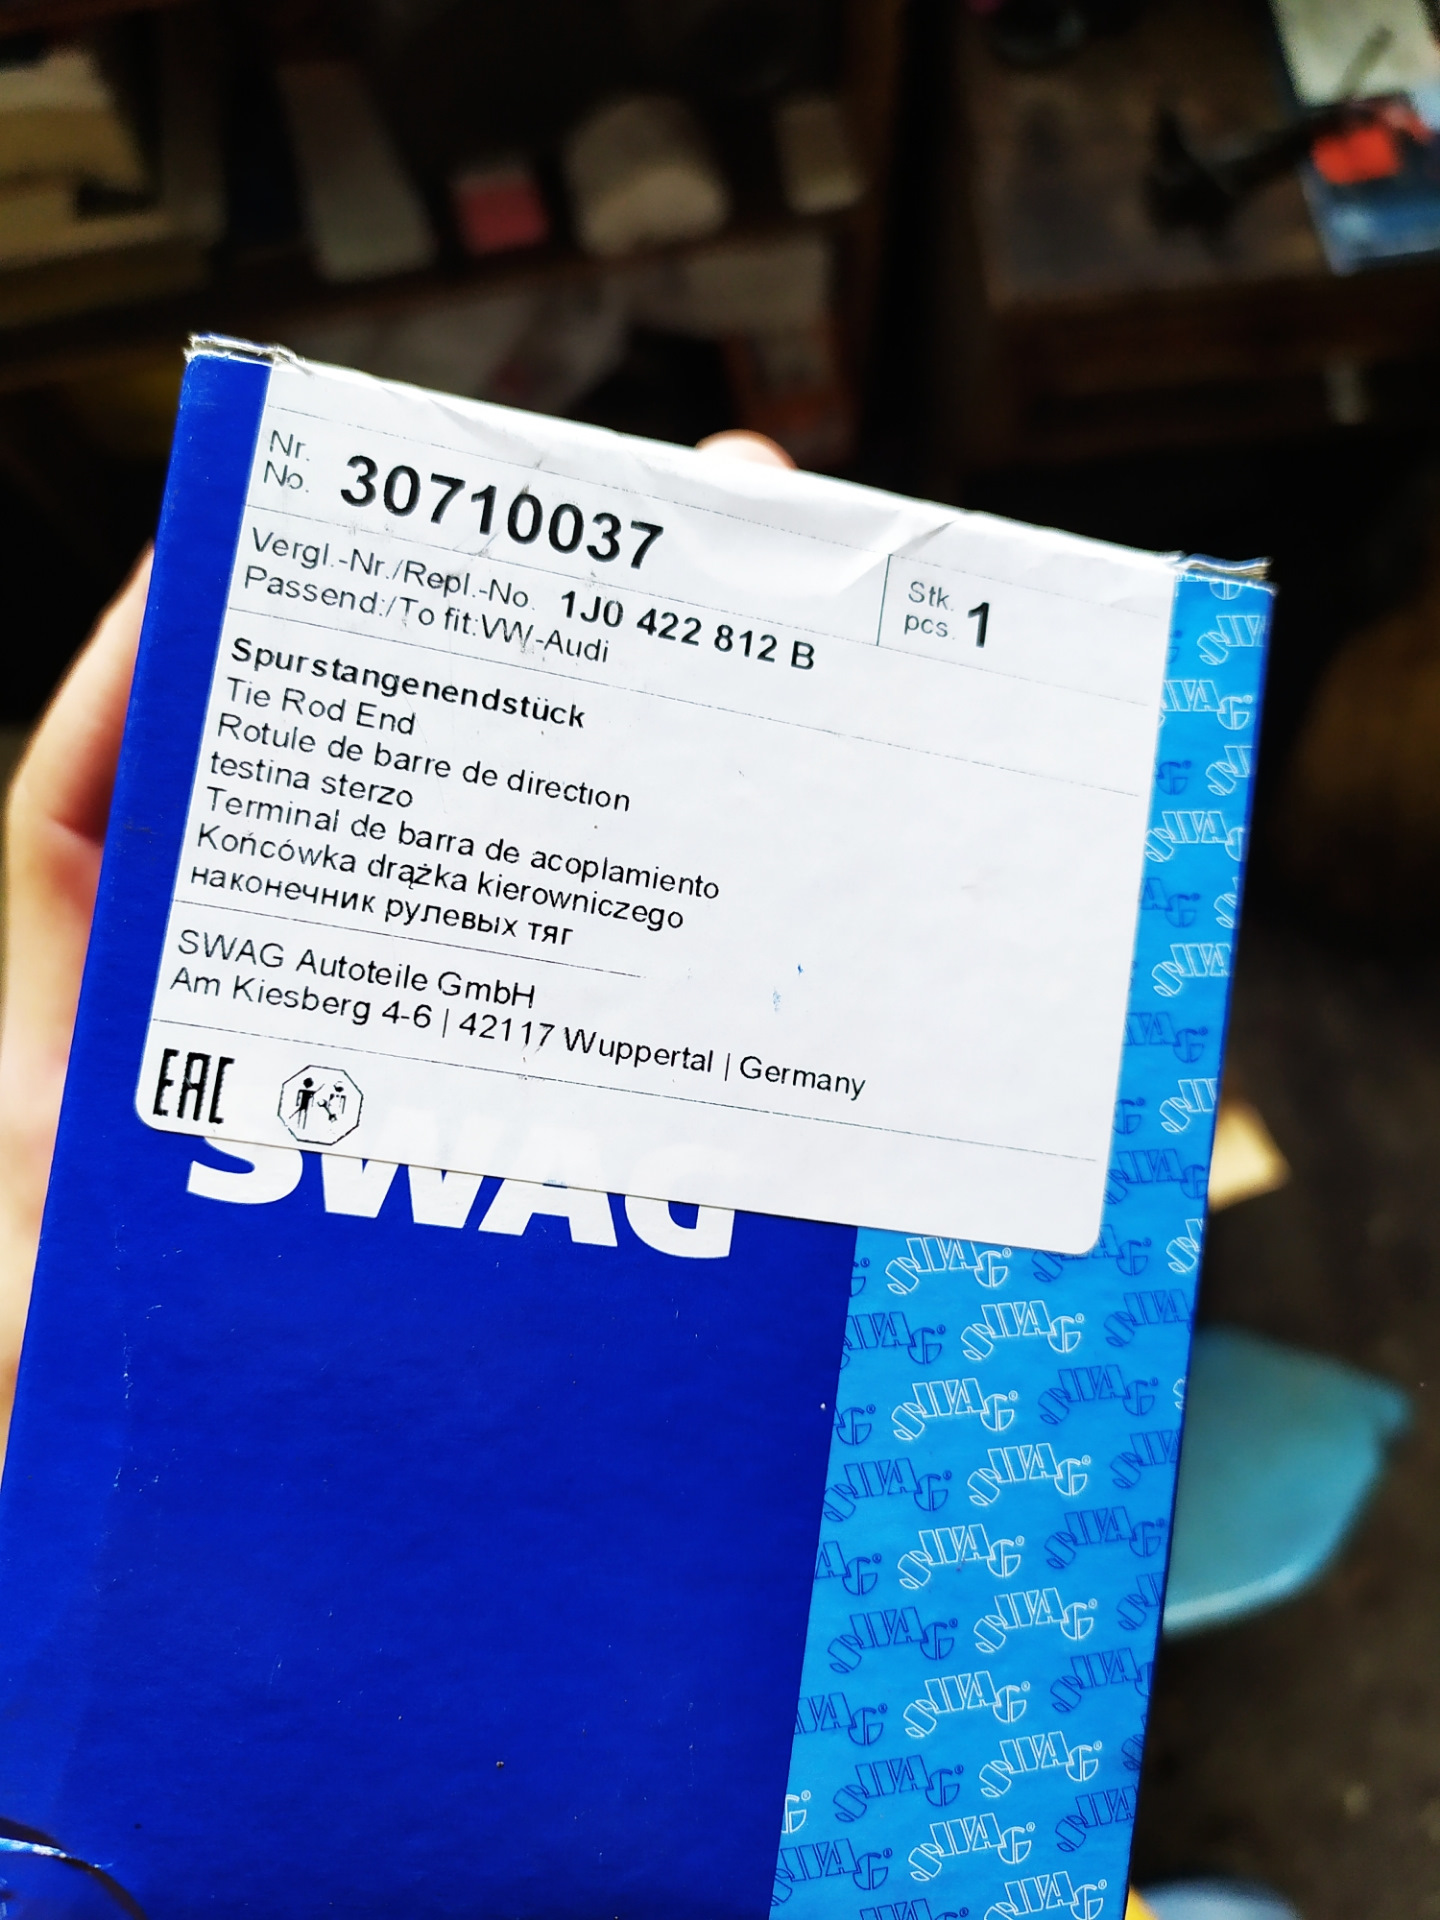 Nr.
No. 30710037
Vergl.-Nr./Repl.-No. 1J0 422 812 B
Passend:/To fit:VW-Audi
Stk.
pcs. 1
Spurstangenendstück
Tie Rod End
Rotule de barre de direction
testina sterzo
Terminal de barra de acoplamiento
Końcówka drążka kierowniczego
наконечник рулевых тяг
SWAG Autoteile GmbH
Am Kiesberg 4-6 | 42117 Wuppertal | Germany
EAC
SWAG